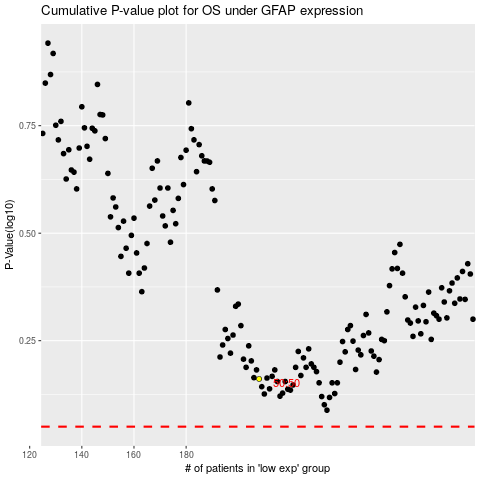 Cumulative P-value plot for OS under GFAP expression
P-Value(log10)
0.75
0.50
0.25
120
140
160
180
# of patients in 'low exp' group